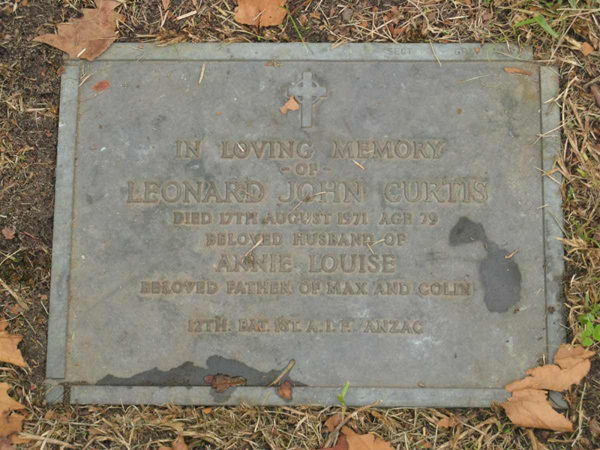 IN LOVING MEMORY
-OF-
LEONARD JOHN CURTIS
DIED 17TH AUGUST 1971 AGE 79
BELOVED HUSBAND OF
ANNIE LOUISE
BELOVED FATHER OF MAX AND COLIN
12TH. BAT. A.I.F. ANZAC